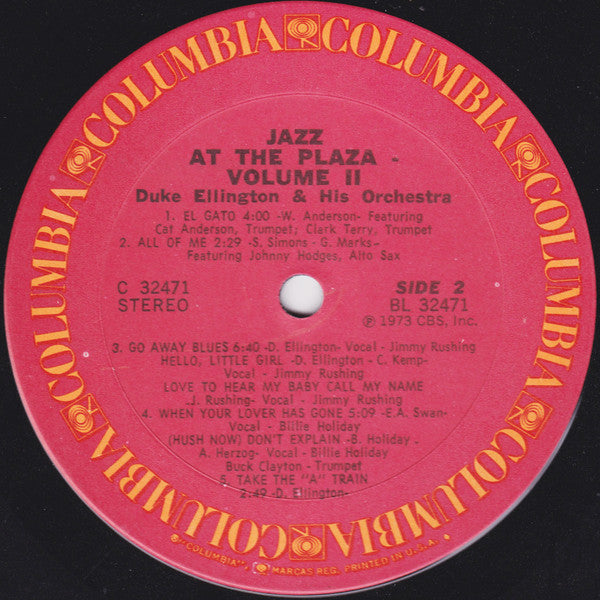 COLUMBIA COLUMBIA COLUMBIA COLUMBIA COLUMBIA COLUMBIA
JAZZ
AT THE PLAZA -
VOLUME II
Duke Ellington & His Orchestra
1. EL GATO 4:00 -W. Anderson- Featuring
Cat Anderson, Trumpet; Clark Terry, Trumpet
2. ALL OF ME 2:29 -S. Simons - G. Marks-
Featuring Johnny Hodges, Alto Sax
C 32471
STEREO
SIDE 2
BL 32471
℗ 1973 CBS, Inc.
3. GO AWAY BLUES 6:40 -D. Ellington- Vocal - Jimmy Rushing
HELLO, LITTLE GIRL -D. Ellington - C. Kemp-
Vocal - Jimmy Rushing
LOVE TO HEAR MY BABY CALL MY NAME
-J. Rushing- Vocal - Jimmy Rushing
4. WHEN YOUR LOVER HAS GONE 5:09 -E.A. Swan-
Vocal - Billie Holiday
(HUSH NOW) DON'T EXPLAIN -B. Holiday -
A. Herzog- Vocal - Billie Holiday
Buck Clayton - Trumpet
5. TAKE THE "A" TRAIN
2:49 -D. Ellington-
® "COLUMBIA", MARCAS REG. PRINTED IN U.S.A.